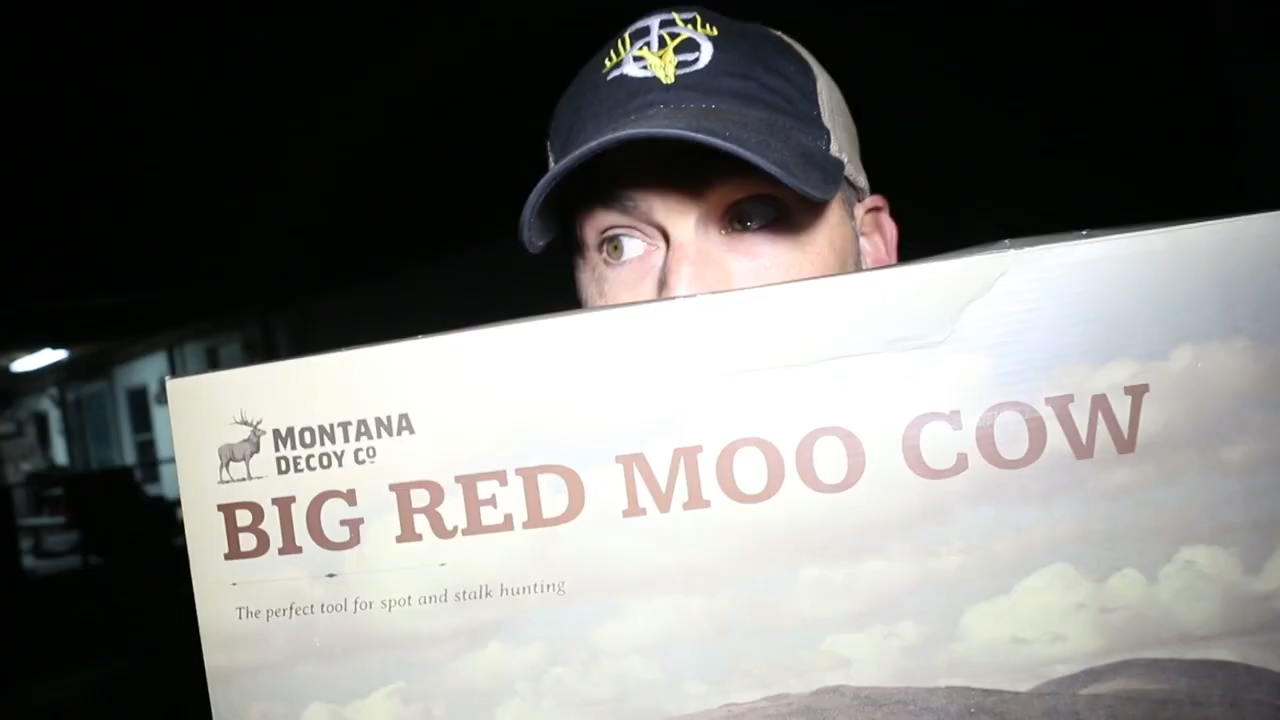 MONTANA
DECOY Cº
BIG RED MOO COW
The perfect tool for spot and stalk hunting